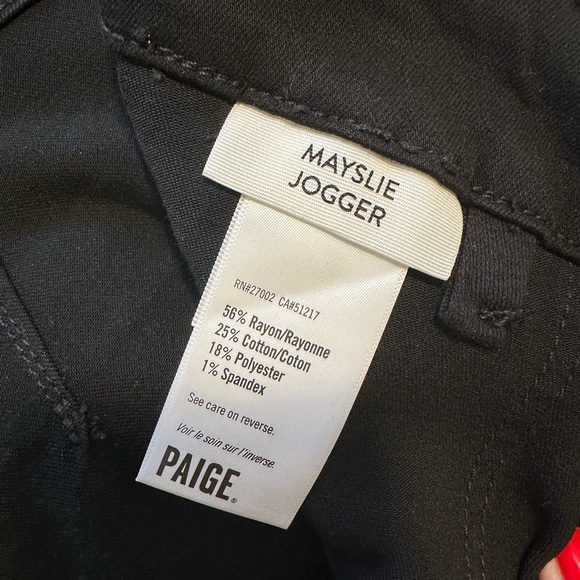 MAYSLIE
JOGGER
RN#27002 CA#51217
56% Rayon/Rayonne
25% Cotton/Coton
18% Polyester
1% Spandex
See care on reverse.
Voir le soin sur l'inverse.
PAIGE®